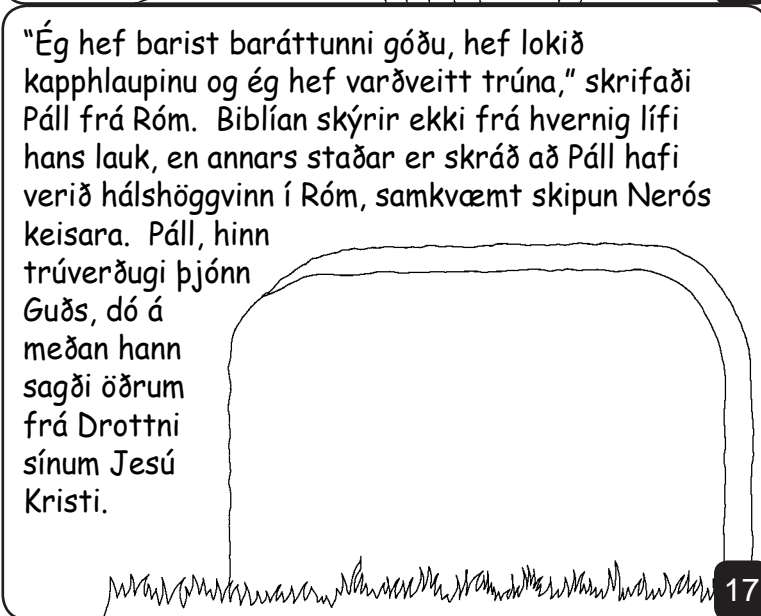 “Ég hef barist baráttunni góðu, hef lokið
kapphlaupinu og ég hef varðveitt trúna,” skrifaði
Páll frá Róm.  Biblían skýrir ekki frá hvernig lífi
hans lauk, en annars staðar er skráð að Páll hafi
verið hálshöggvinn í Róm, samkvæmt skipun Nerós
keisara.  Páll, hinn
trúverðugi þjónn
Guðs, dó á
meðan hann
sagði öðrum
frá Drottni
sínum Jesú
Kristi.
17